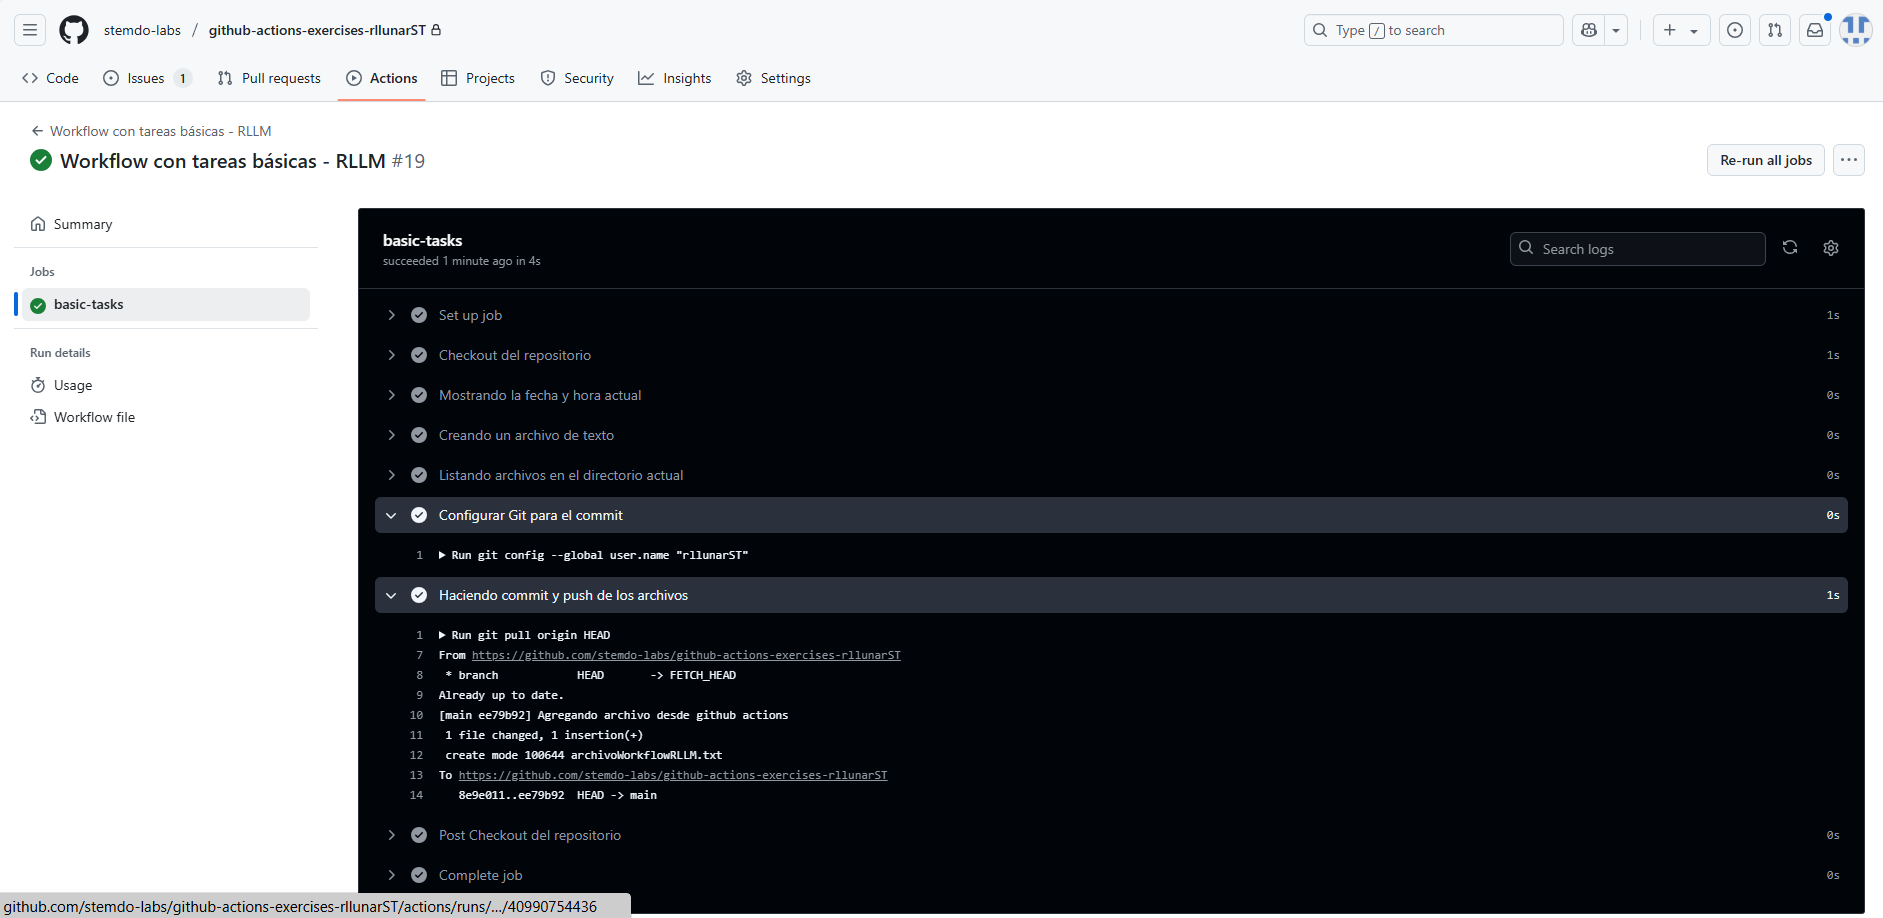 stemdo-labs / github-actions-exercises-rllunarST
Type / to search
Code
Issues 1
Pull requests
Actions
Projects
Security
Insights
Settings
Workflow con tareas básicas - RLLM
Workflow con tareas básicas - RLLM #19
Re-run all jobs
Summary
Jobs
basic-tasks
Run details
Usage
Workflow file
basic-tasks
succeeded 1 minute ago in 4s
Search logs
Set up job 1s
Checkout del repositorio 1s
Mostrando la fecha y hora actual 0s
Creando un archivo de texto 0s
Listando archivos en el directorio actual 0s
Configurar Git para el commit 0s
1 Run git config --global user.name "rllunarST"
Haciendo commit y push de los archivos 1s
1 Run git pull origin HEAD
7 From https://github.com/stemdo-labs/github-actions-exercises-rllunarST
8 * branch HEAD -> FETCH_HEAD
9 Already up to date.
10 [main ee79b92] Agregando archivo desde github actions
11 1 file changed, 1 insertion(+)
12 create mode 100644 archivoWorkflowRLLM.txt
13 To https://github.com/stemdo-labs/github-actions-exercises-rllunarST
14 8e9e011..ee79b92 HEAD -> main
Post Checkout del repositorio 0s
Complete job 0s
github.com/stemdo-labs/github-actions-exercises-rllunarST/actions/runs/.../40990754436